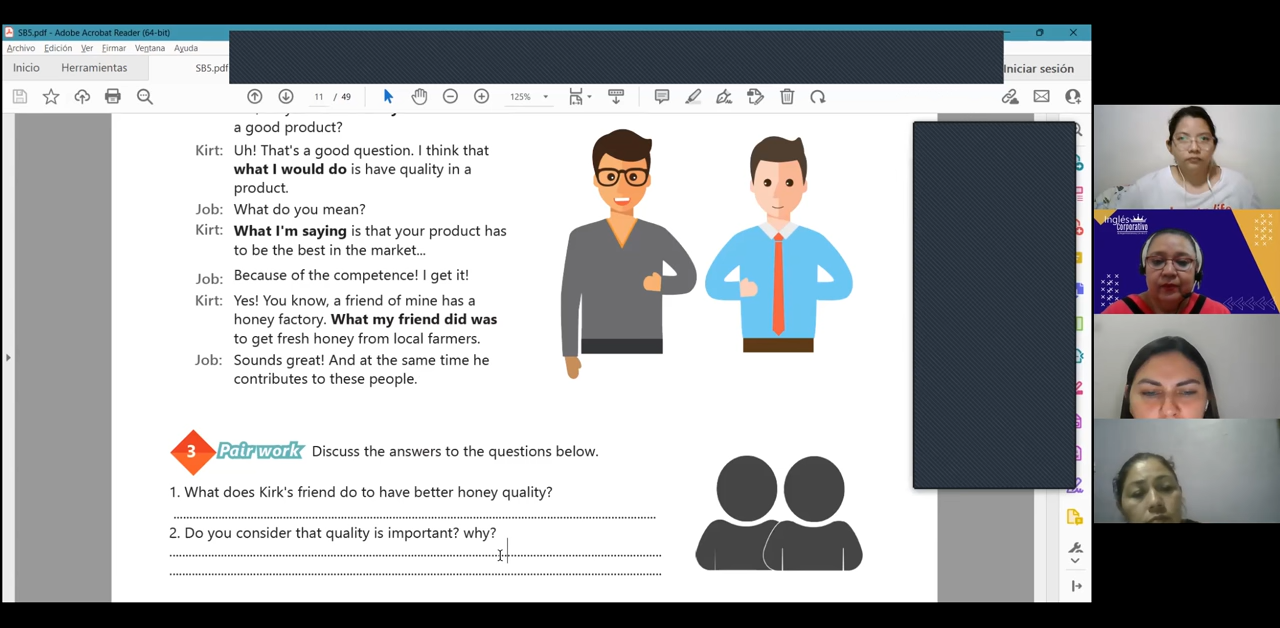 SB5.pdf - Adobe Acrobat Reader (64-bit)
Archivo Edición Ver Firmar Ventana Ayuda
Inicio Herramientas SB5.pdf Iniciar sesión
11 / 49 125%
a good product?
Kirt: Uh! That's a good question. I think that
what I would do is have quality in a
product.
Job: What do you mean?
Kirt: What I'm saying is that your product has
to be the best in the market...
Job: Because of the competence! I get it!
Kirt: Yes! You know, a friend of mine has a
honey factory. What my friend did was
to get fresh honey from local farmers.
Job: Sounds great! And at the same time he
contributes to these people.
3 Pair work Discuss the answers to the questions below.
1. What does Kirk's friend do to have better honey quality?
2. Do you consider that quality is important? why?
Inglés
Corporativo